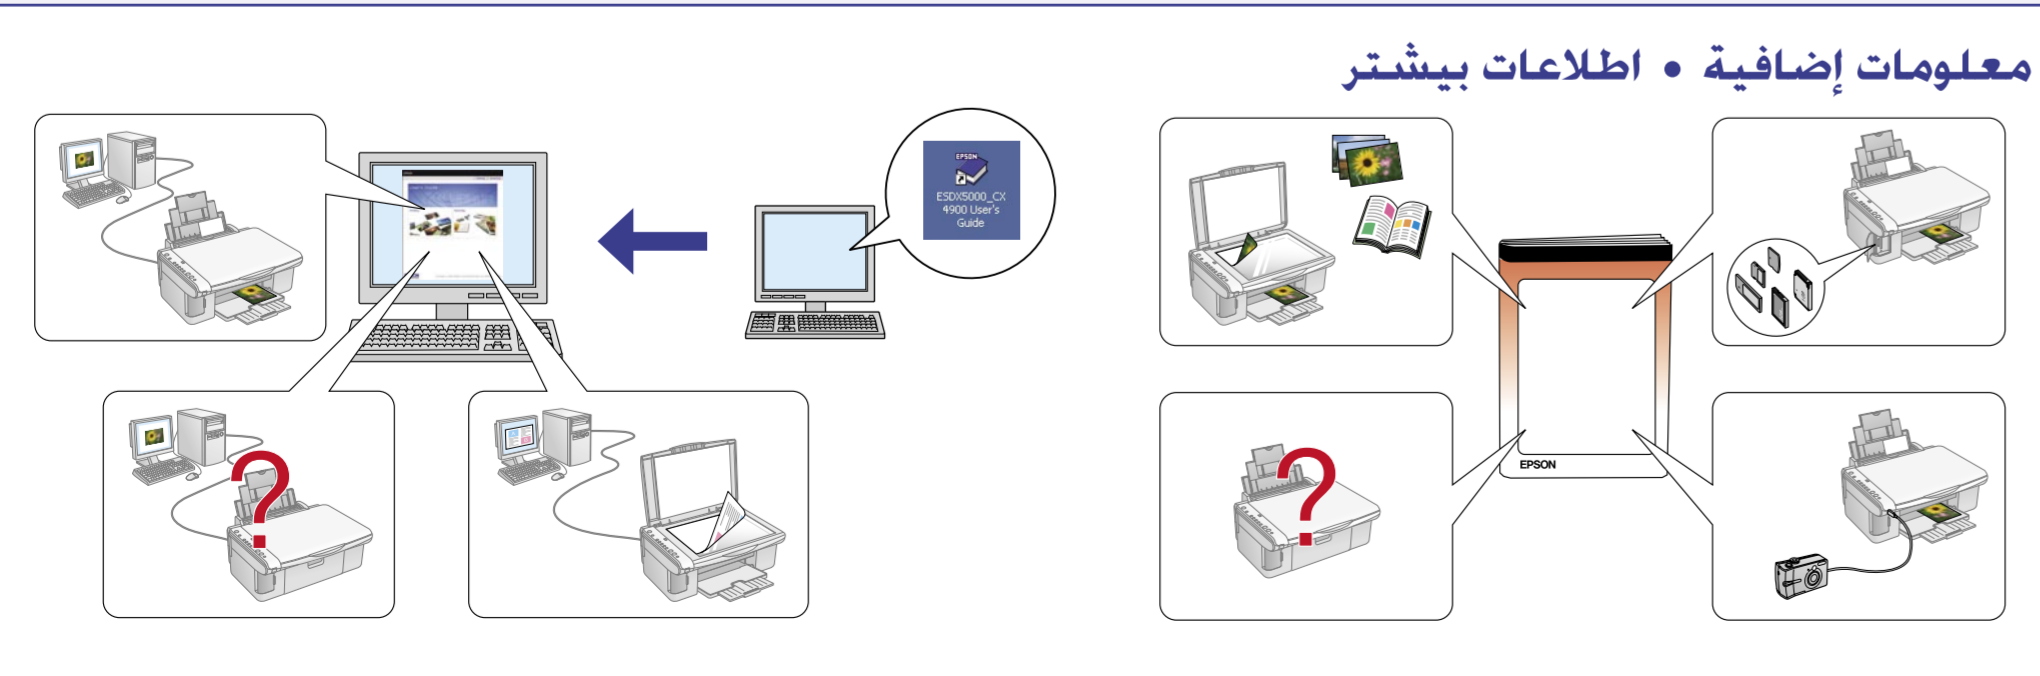 معلومات إضافية • اطلاعات بیشتر
EPSON
ESDX5000_CX
4900 User's
Guide
EPSON